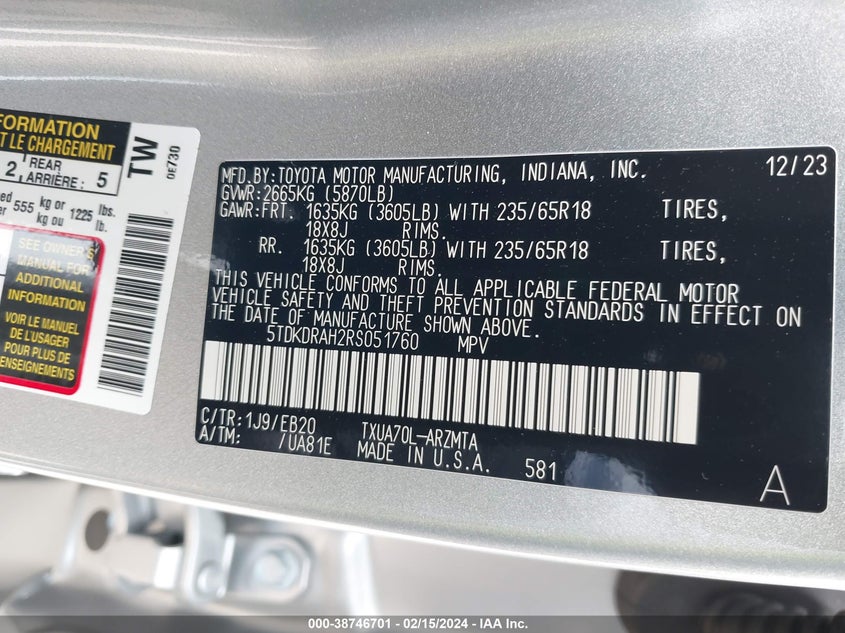 FORMATION
T LE CHARGEMENT
2 REAR ARRIÈRE: 5
555 kg or kg ou 1225 lbs. lb.
SEE OWNER'S
MANUAL FOR
ADDITIONAL
INFORMATION
VOIR LE MANUEL
DE L'USAGER
POUR PLUS DE
RENSEIGNEMENTS
TW
0E730
MFD.BY:TOYOTA MOTOR MANUFACTURING, INDIANA, INC. 12/23
GVWR:2665KG (5870LB)
GAWR:FRT. 1635KG (3605LB) WITH 235/65R18 TIRES,
18X8J RIMS.
RR. 1635KG (3605LB) WITH 235/65R18 TIRES,
18X8J RIMS.
THIS VEHICLE CONFORMS TO ALL APPLICABLE FEDERAL MOTOR
VEHICLE SAFETY AND THEFT PREVENTION STANDARDS IN EFFECT ON
THE DATE OF MANUFACTURE SHOWN ABOVE.
5TDKDRAH2RS051760 MPV
C/TR:1J9/EB20 TXUA70L-ARZMTA
A/TM: /UA81E MADE IN U.S.A. 581
A
000-38746701 - 02/15/2024 - IAA Inc.